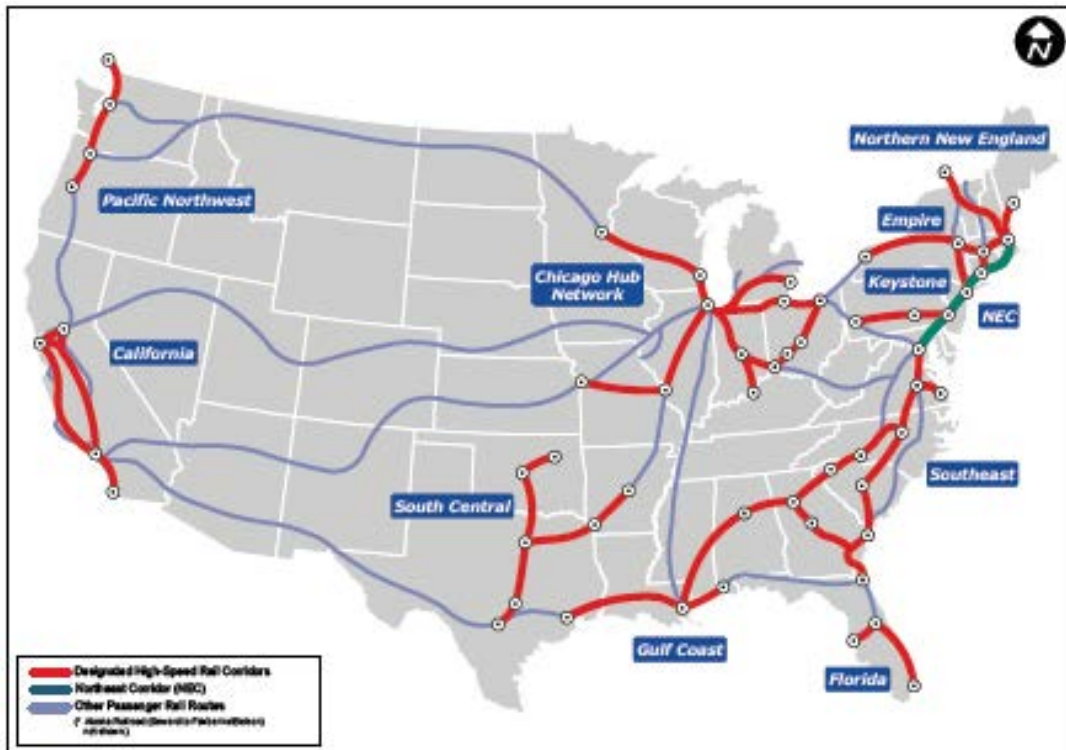 N
Northern New England
Pacific Northwest
Empire
Chicago Hub
Network
Keystone
NEC
California
Southeast
South Central
Gulf Coast
Florida
Designated High-Speed Rail Corridors
Northeast Corridor (NEC)
Other Passenger Rail Routes